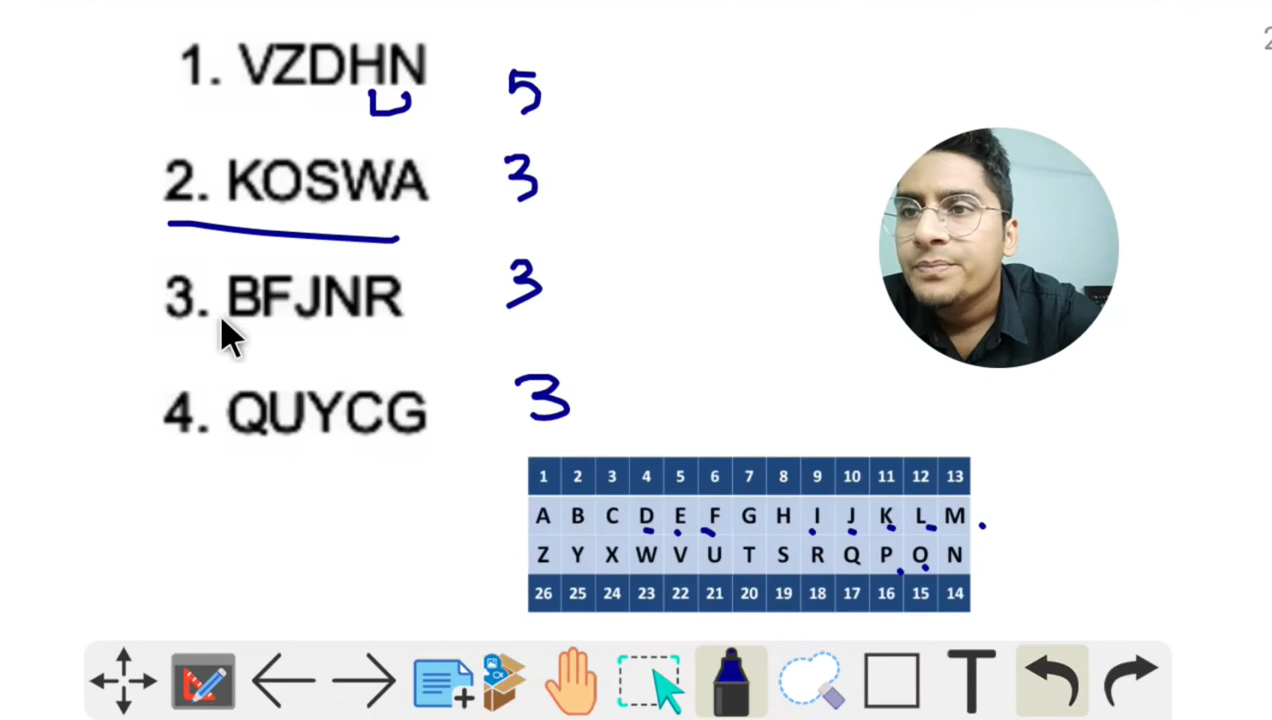 2
1. VZDHN 5
2. KOSWA 3
3. BFJNR 3
4. QUYCG 3
1 2 3 4 5 6 7 8 9 10 11 12 13
A B C D E F G H I J K L M
Z Y X W V U T S R Q P O N
26 25 24 23 22 21 20 19 18 17 16 15 14
T